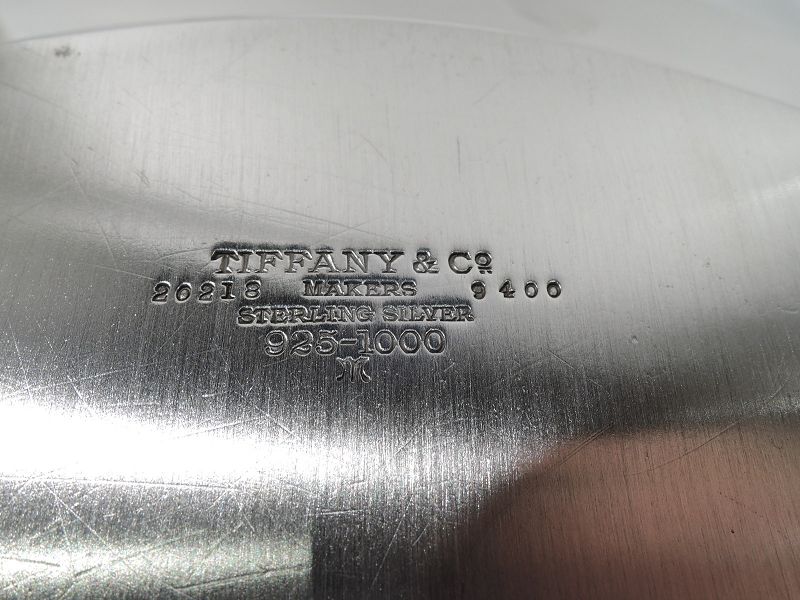 TIFFANY & Co
20218 MAKERS 9400
STERLING SILVER
925-1000
M